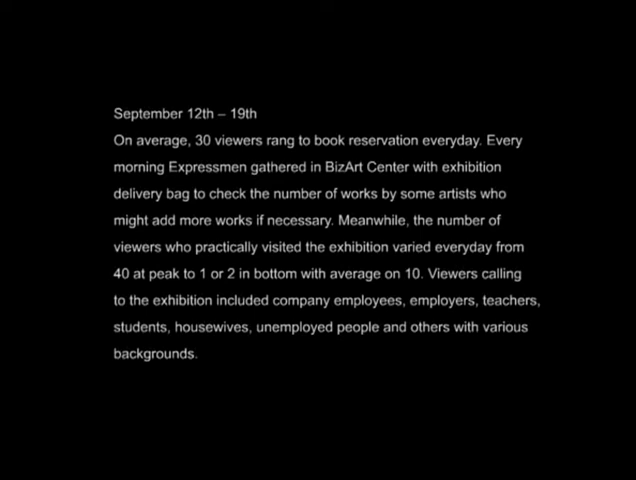 September 12th – 19th
On average, 30 viewers rang to book reservation everyday. Every
morning Expressmen gathered in BizArt Center with exhibition
delivery bag to check the number of works by some artists who
might add more works if necessary. Meanwhile, the number of
viewers who practically visited the exhibition varied everyday from
40 at peak to 1 or 2 in bottom with average on 10. Viewers calling
to the exhibition included company employees, employers, teachers,
students, housewives, unemployed people and others with various
backgrounds.